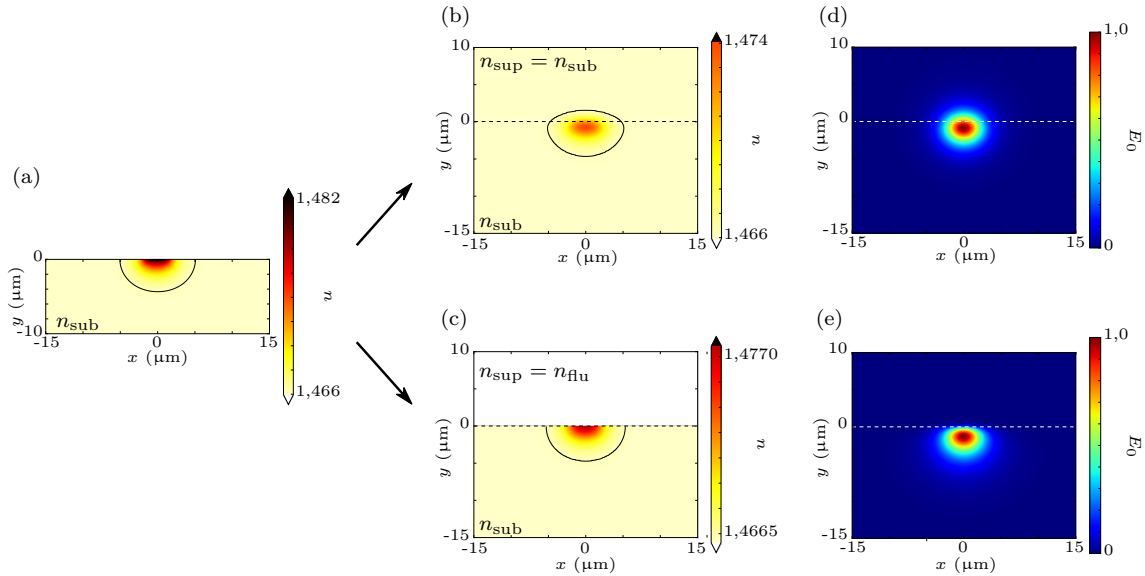 (a)
n_sub
y (µm)
0
-10
-15
0
15
x (µm)
1,482
n
1,466
(b)
n_sup = n_sub
n_sub
y (µm)
10
0
-15
-15
0
15
x (µm)
1,474
n
1,466
(c)
n_sup = n_flu
n_sub
y (µm)
10
0
-15
-15
0
15
x (µm)
1,4770
n
1,4665
(d)
y (µm)
10
0
-15
-15
0
15
x (µm)
1,0
E_0
0
(e)
y (µm)
10
0
-15
-15
0
15
x (µm)
1,0
E_0
0